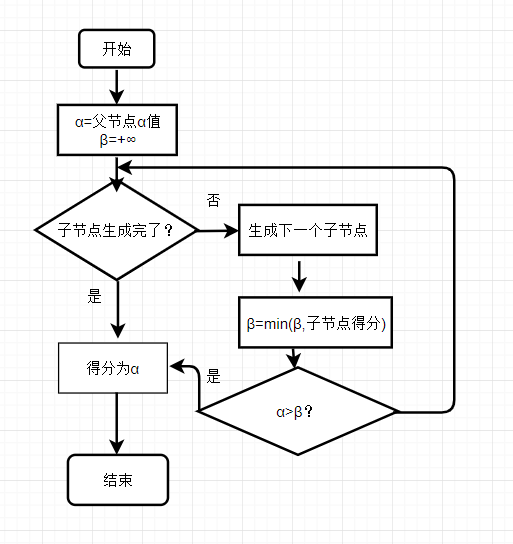 开始
α=父节点α值
β=+∞
子节点生成完了?
否
生成下一个子节点
是
β=min(β,子节点得分)
得分为α
是
α>β?
结束